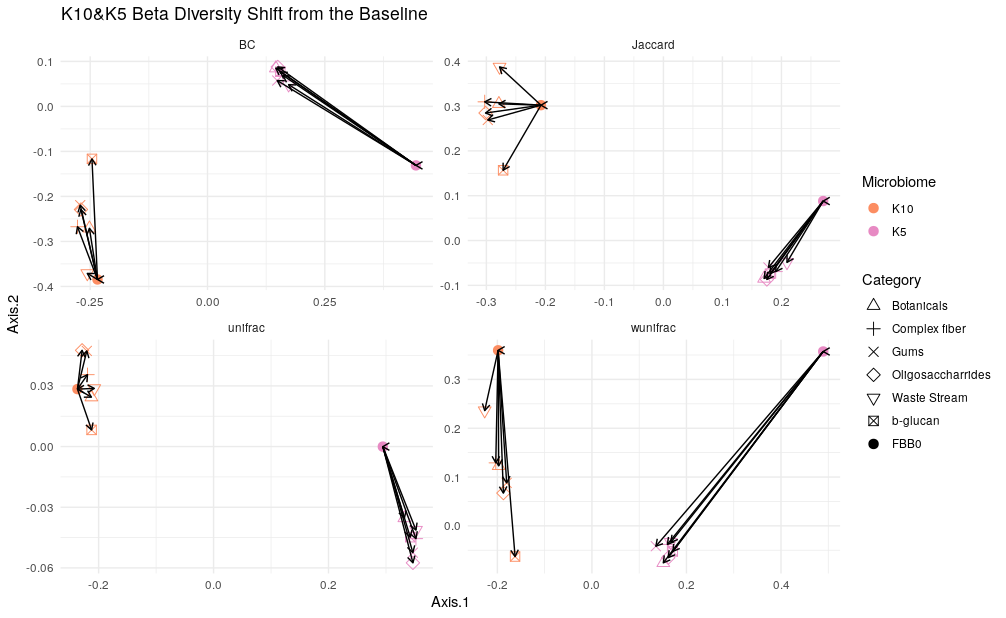 K10&K5 Beta Diversity Shift from the Baseline
BC
Jaccard
0.1
0.0
-0.1
-0.2
-0.3
-0.4
-0.25
0.00
0.25
0.4
0.3
0.2
0.1
0.0
-0.1
-0.3
-0.2
-0.1
0.0
0.1
0.2
unifrac
wunifrac
0.03
0.00
-0.03
-0.06
-0.2
0.0
0.2
0.3
0.2
0.1
0.0
-0.2
0.0
0.2
0.4
Axis.2
Axis.1
Microbiome
K10
K5
Category
Botanicals
Complex fiber
Gums
Oligosaccharrides
Waste Stream
b-glucan
FBB0